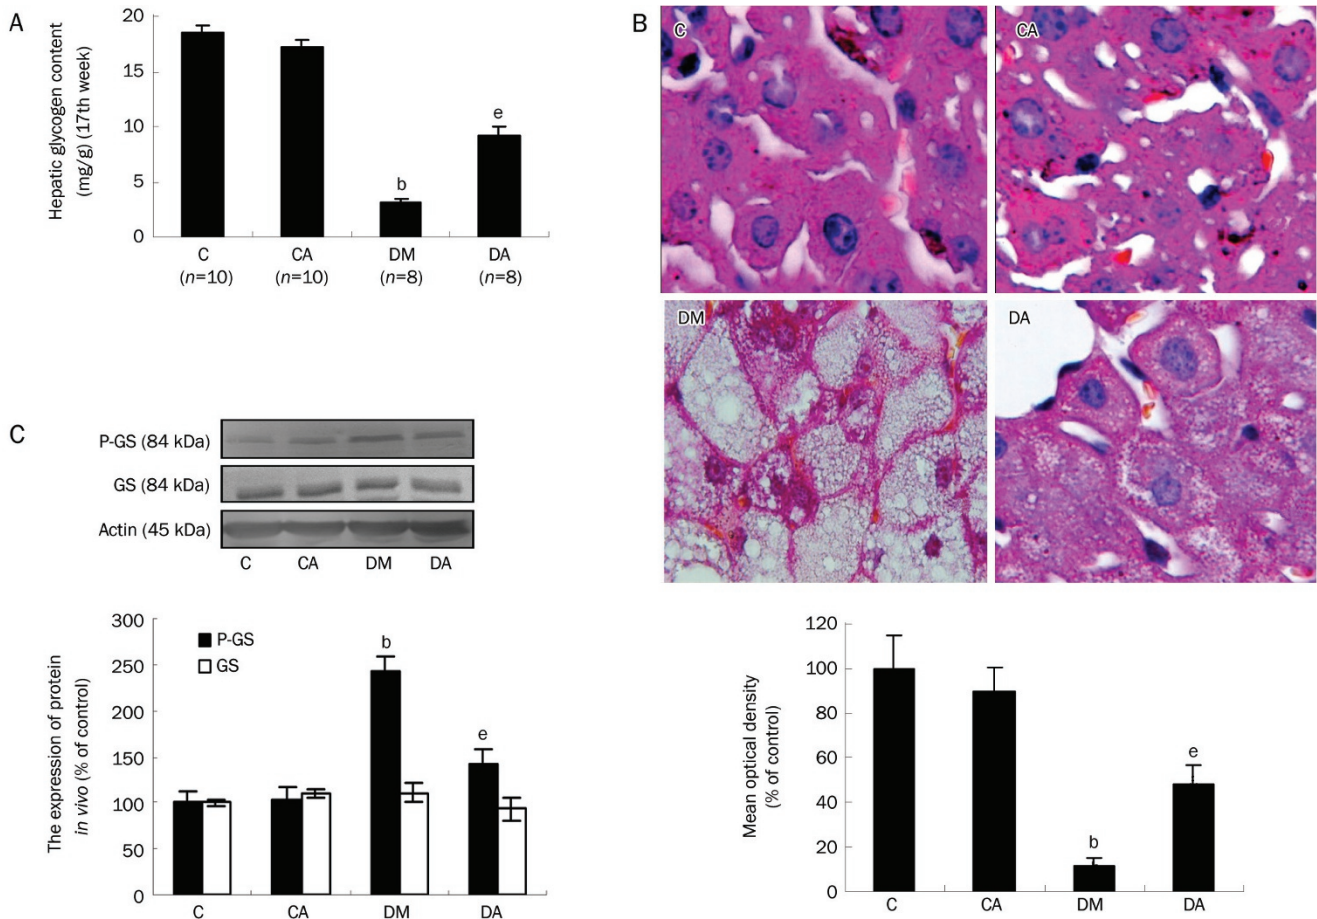 A
Hepatic glycogen content
(mg/g) (17th week)
20
15
10
5
0
b
e
C
CA
DM
DA
(n=10)
(n=10)
(n=8)
(n=8)
B
C
CA
DM
DA
Mean optical density
(% of control)
120
100
80
60
40
20
0
b
e
C
CA
DM
DA
C
P-GS (84 kDa)
GS (84 kDa)
Actin (45 kDa)
C
CA
DM
DA
The expression of protein
in vivo (% of control)
300
250
200
150
100
50
0
P-GS
GS
b
e
C
CA
DM
DA